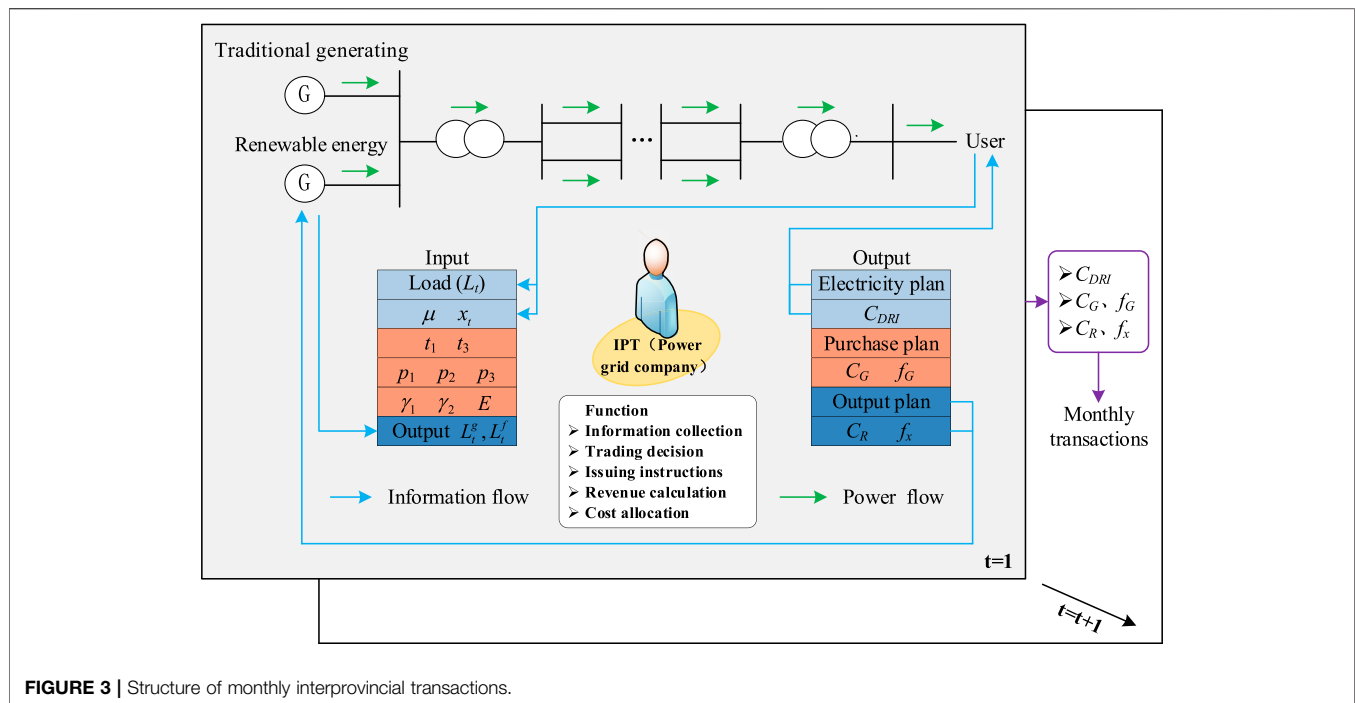 Traditional generating
G
Renewable energy
G
...
User
Input
Load (L_t)
μ x_t
t_1 t_3
p_1 p_2 p_3
γ_1 γ_2 E
Output L_t^g, L_t^f
IPT（Power
grid company）
Function
➢ Information collection
➢ Trading decision
➢ Issuing instructions
➢ Revenue calculation
➢ Cost allocation
Output
Electricity plan
C_DRI
Purchase plan
C_G f_G
Output plan
C_R f_x
Information flow
Power flow
t=1
➢ C_DRI
➢ C_G、f_G
➢ C_R、f_x
Monthly
transactions
t=t+1
FIGURE 3 | Structure of monthly interprovincial transactions.